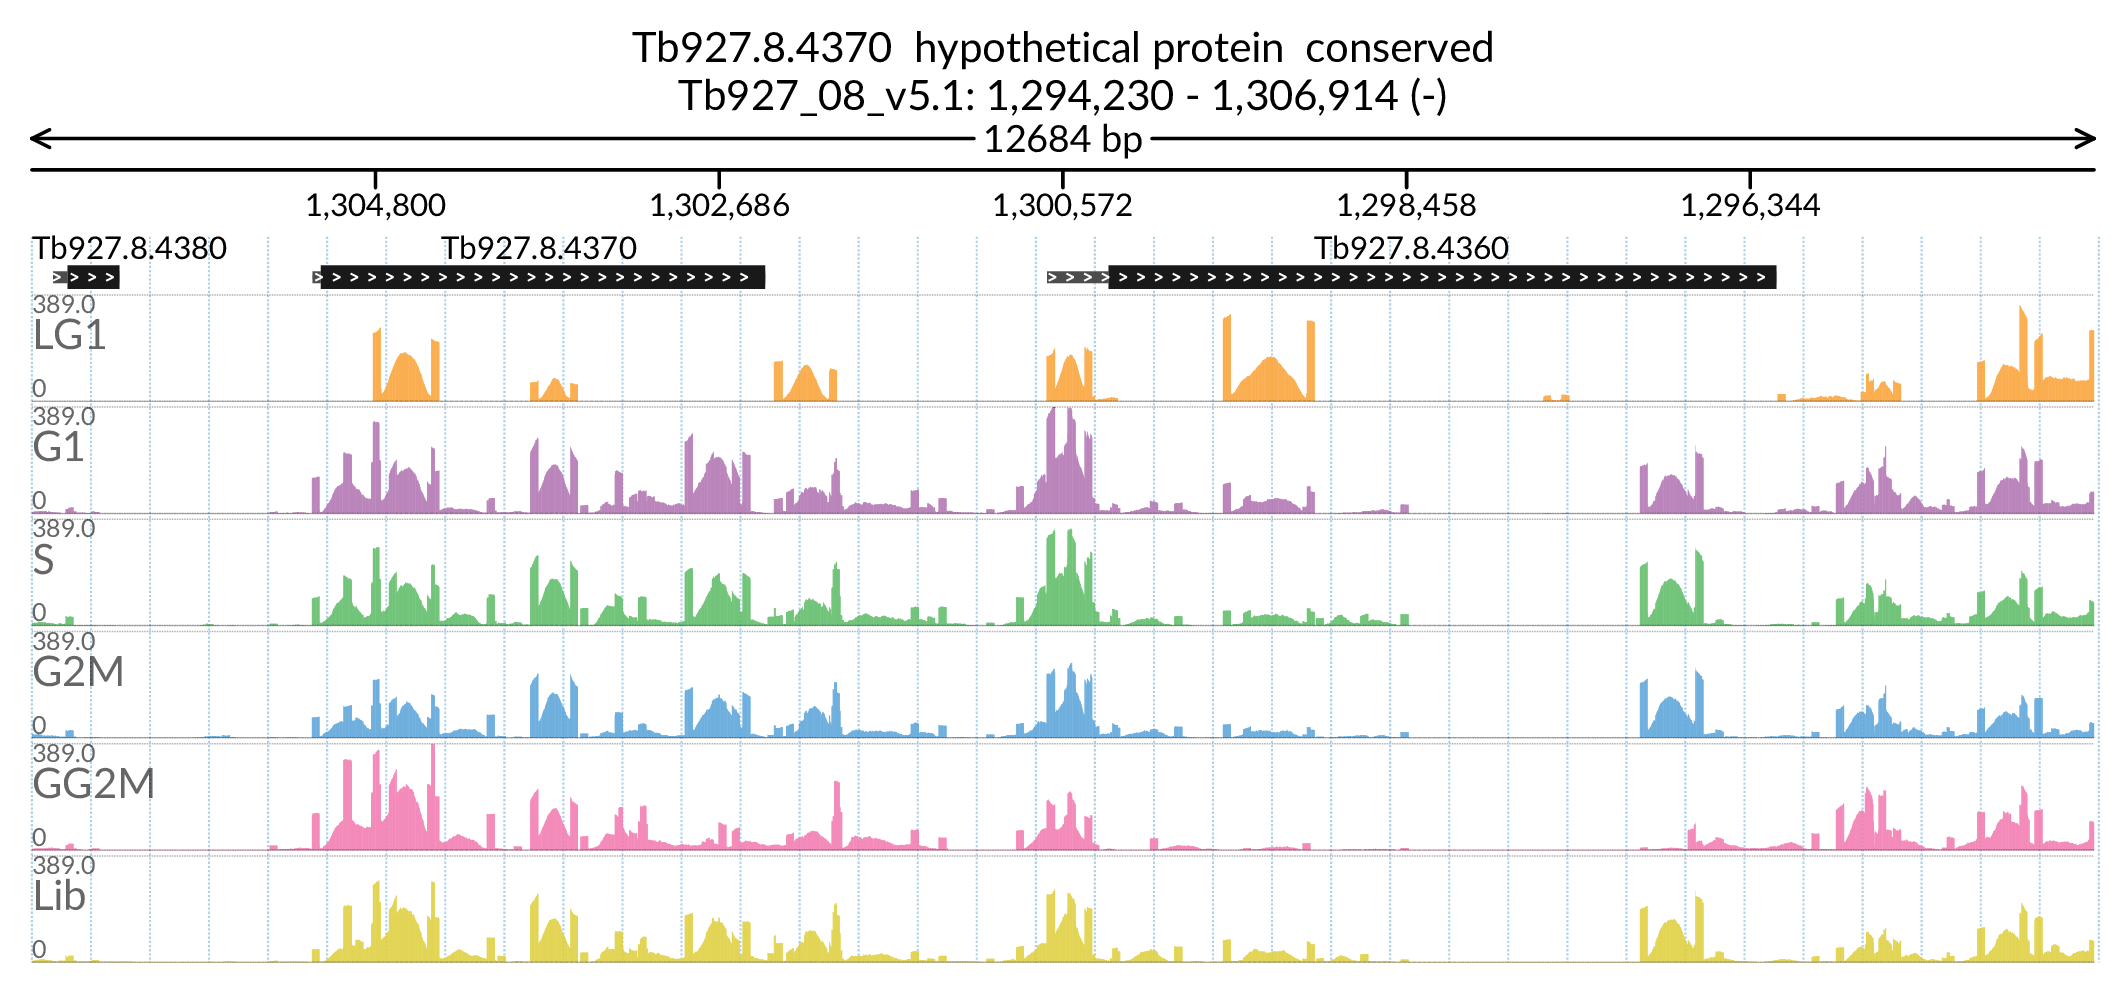 Tb927.8.4370  hypothetical protein  conserved
Tb927_08_v5.1: 1,294,230 - 1,306,914 (-)
12684 bp
1,304,800 1,302,686 1,300,572 1,298,458 1,296,344
Tb927.8.4380 Tb927.8.4370 Tb927.8.4360
389.0
LG1
0
389.0
G1
0
389.0
S
0
389.0
G2M
0
389.0
GG2M
0
389.0
Lib
0